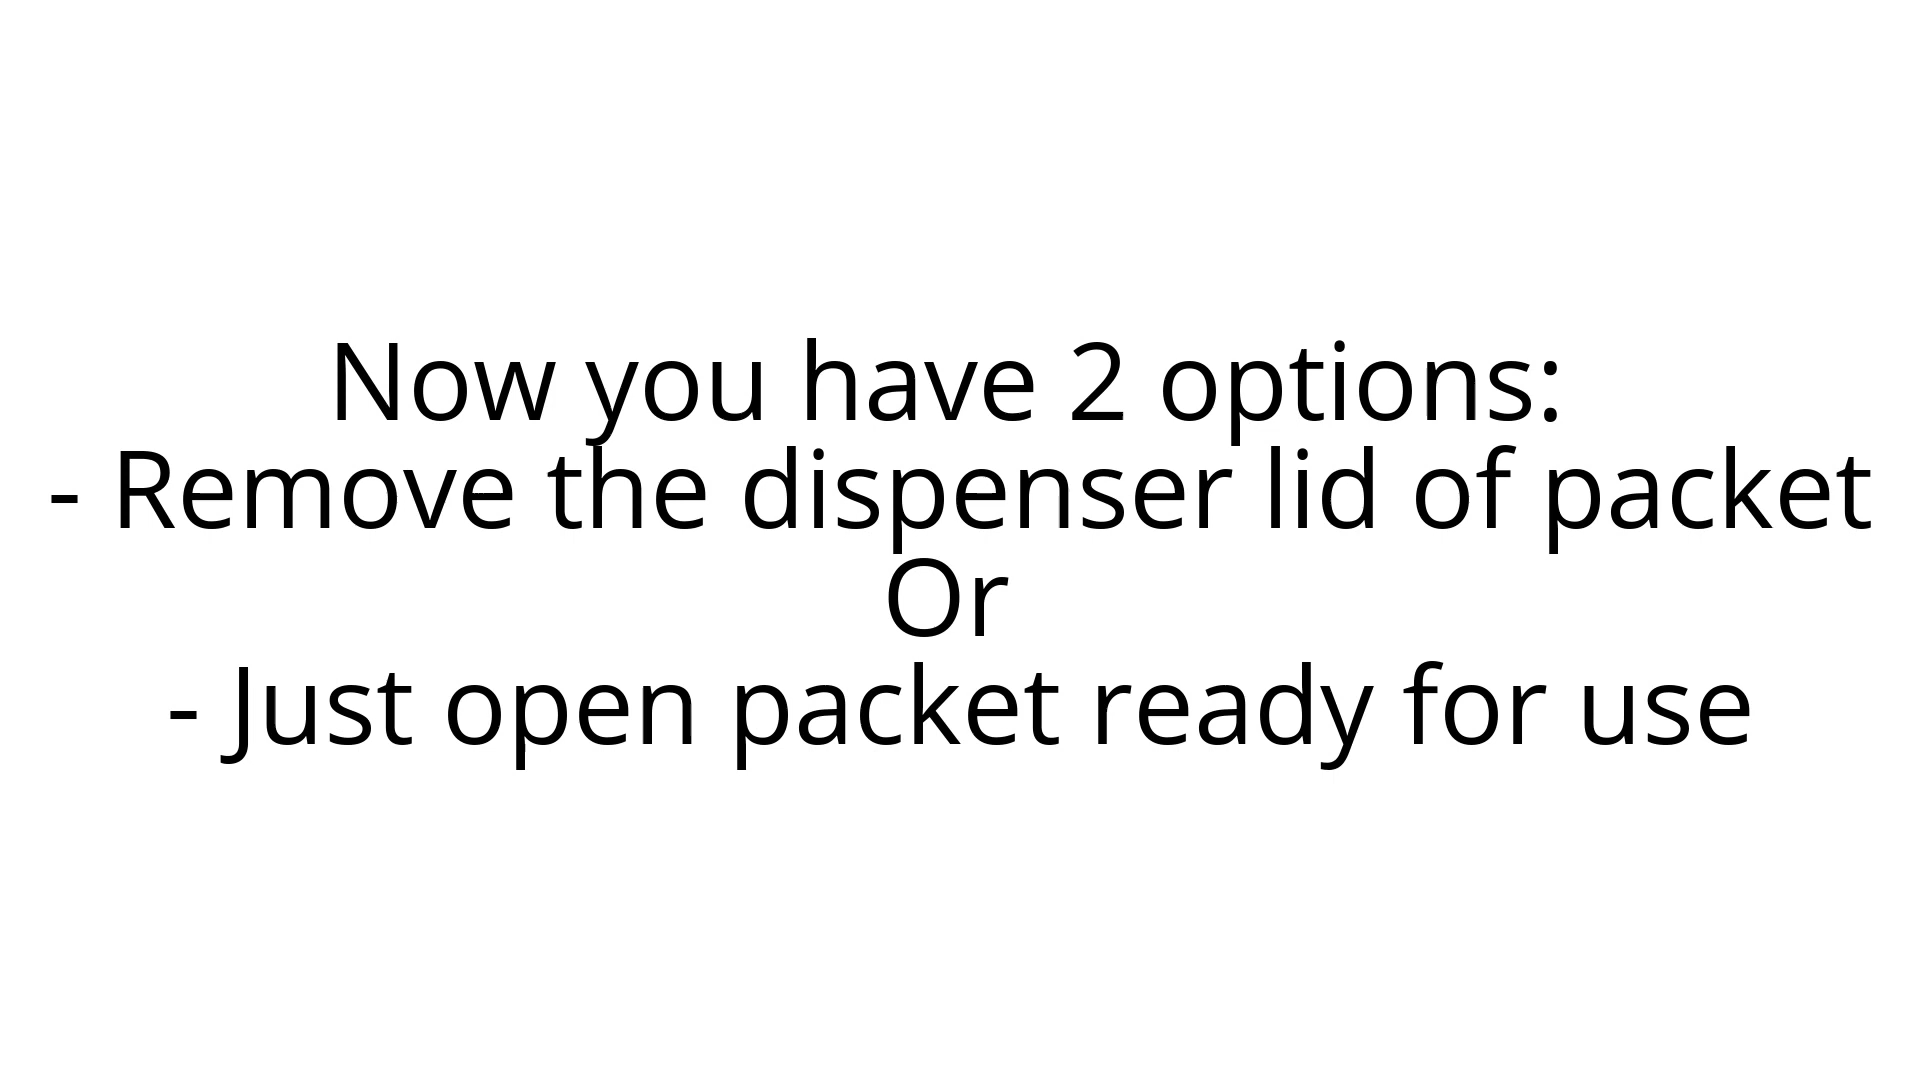 Now you have 2 options:
- Remove the dispenser lid of packet
Or
- Just open packet ready for use